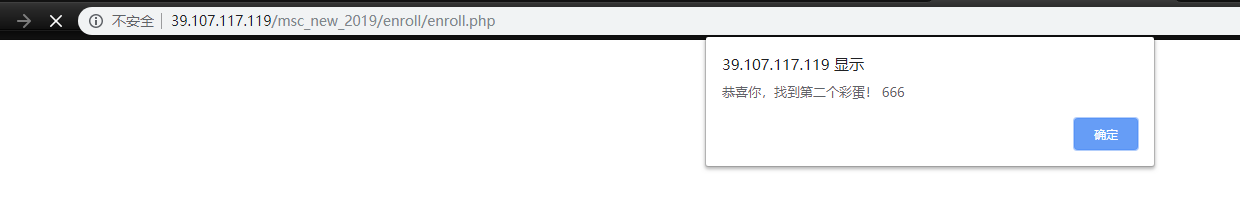 不安全 39.107.117.119/msc_new_2019/enroll/enroll.php
39.107.117.119 显示
恭喜你，找到第二个彩蛋！ 666
确定